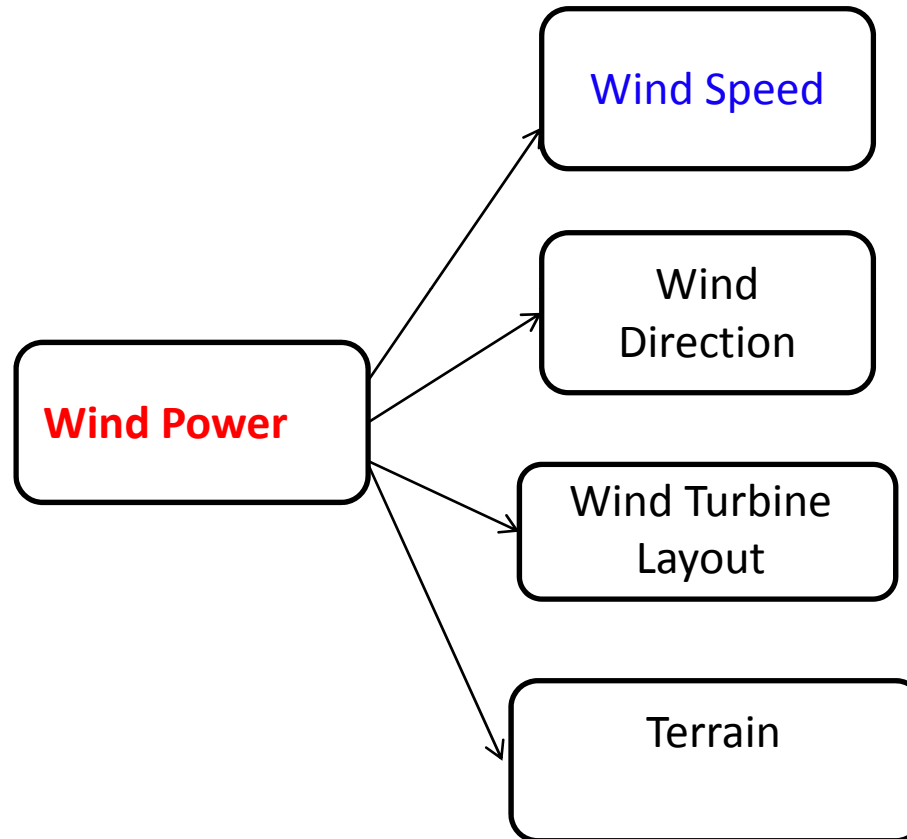 Wind Speed
Wind
Direction
Wind Power
Wind Turbine
Layout
Terrain